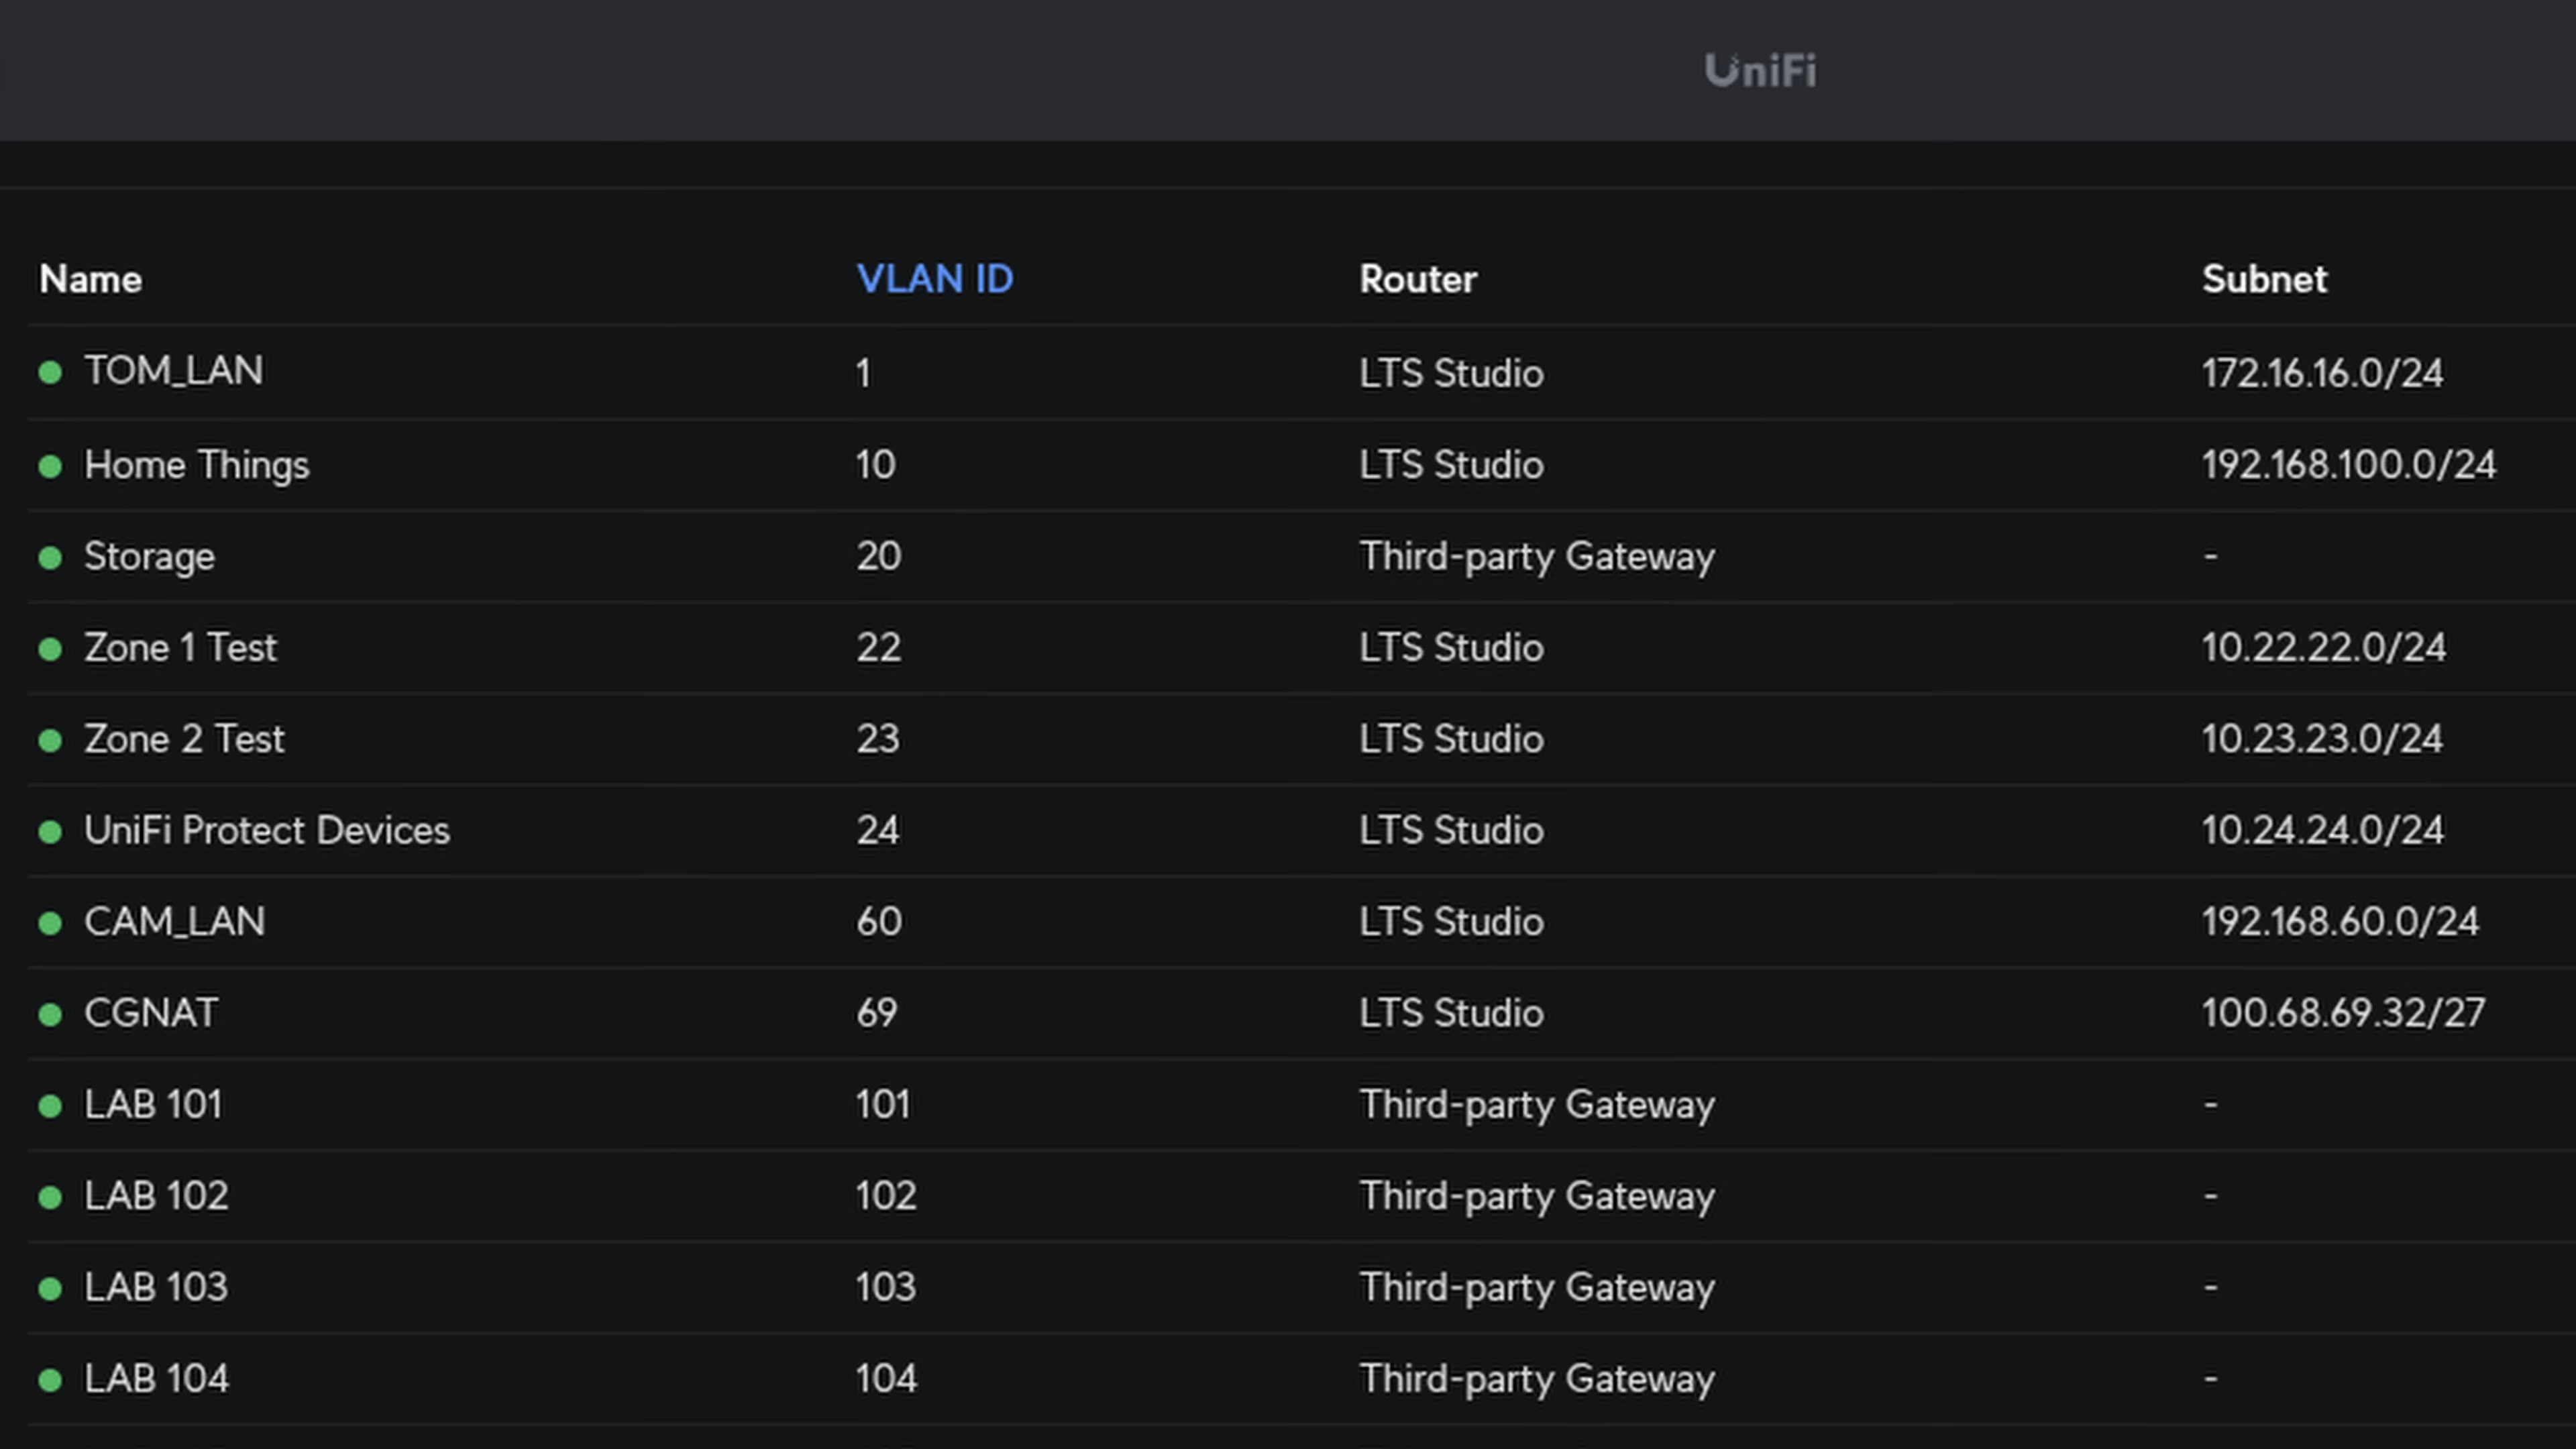 UniFi
Name VLAN ID Router Subnet
TOM_LAN 1 LTS Studio 172.16.16.0/24
Home Things 10 LTS Studio 192.168.100.0/24
Storage 20 Third-party Gateway -
Zone 1 Test 22 LTS Studio 10.22.22.0/24
Zone 2 Test 23 LTS Studio 10.23.23.0/24
UniFi Protect Devices 24 LTS Studio 10.24.24.0/24
CAM_LAN 60 LTS Studio 192.168.60.0/24
CGNAT 69 LTS Studio 100.68.69.32/27
LAB 101 101 Third-party Gateway -
LAB 102 102 Third-party Gateway -
LAB 103 103 Third-party Gateway -
LAB 104 104 Third-party Gateway -